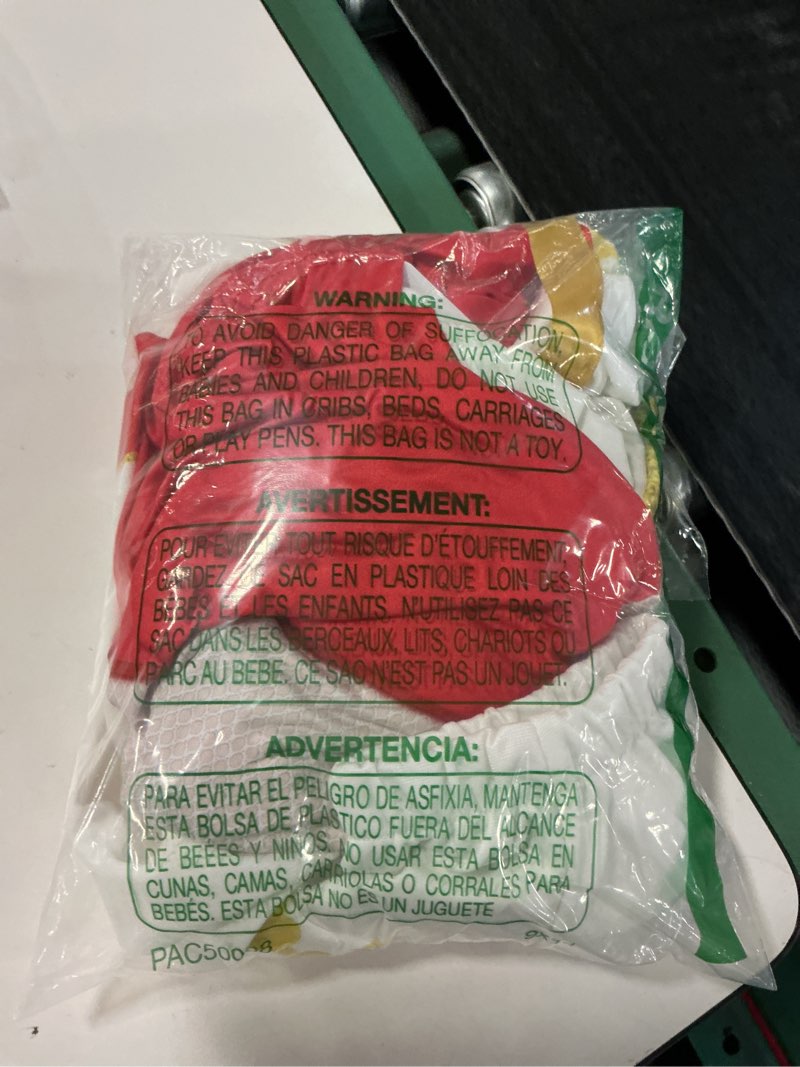 WARNING:
TO AVOID DANGER OF SUFFOCATION,
KEEP THIS PLASTIC BAG AWAY FROM
BABIES AND CHILDREN, DO NOT USE
THIS BAG IN CRIBS, BEDS, CARRIAGES
OR PLAY PENS. THIS BAG IS NOT A TOY.
AVERTISSEMENT:
POUR EVITER TOUT RISQUE D'ÉTOUFFEMENT,
GARDEZ CE SAC EN PLASTIQUE LOIN DES
BÉBÉS ET LES ENFANTS. N'UTILISEZ PAS CE
SAC DANS LES BERCEAUX, LITS, CHARIOTS OU
PARC AU BEBE. CE SAC N'EST PAS UN JOUET.
ADVERTENCIA:
PARA EVITAR EL PELIGRO DE ASFIXIA, MANTENGA
ESTA BOLSA DE PLASTICO FUERA DEL ALCANCE
DE BEÉES Y NIÑOS. NO USAR ESTA BOLSA EN
CUNAS, CAMAS, CARRIOLAS O CORRALES PARA
BEBÉS. ESTA BOLSA NO ES UN JUGUETE